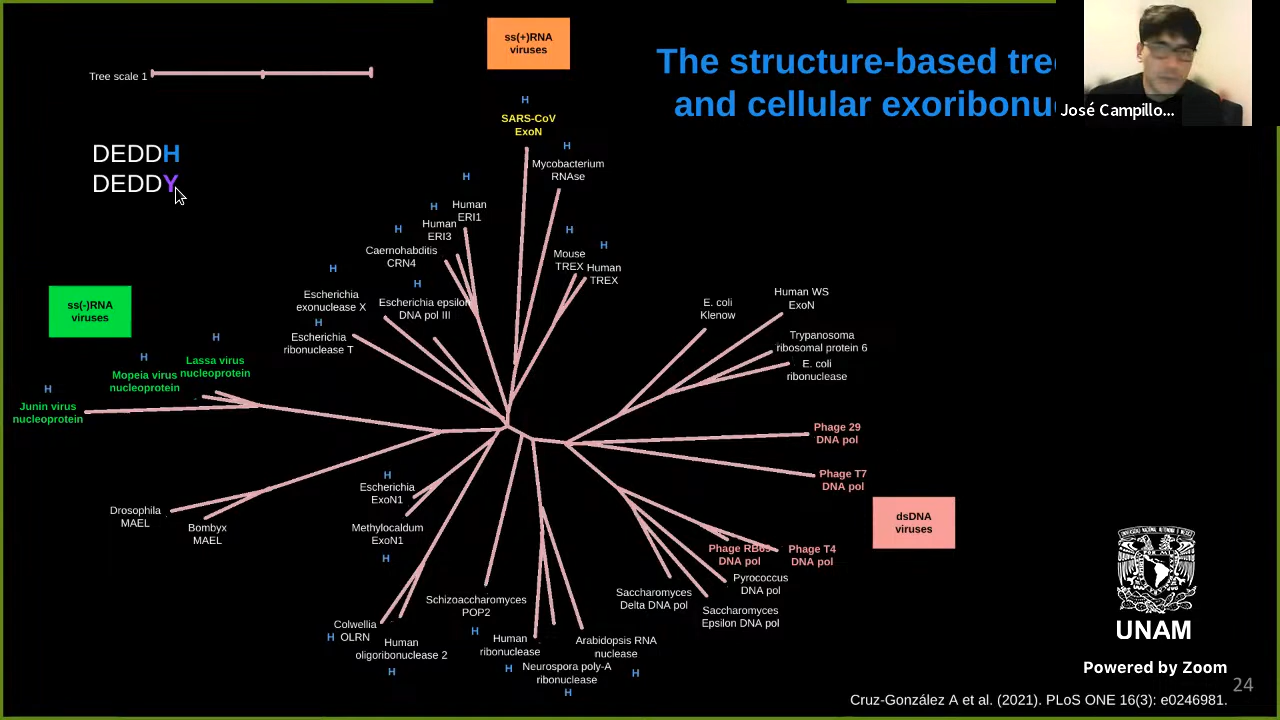 ss(+)RNA
viruses
The structure-based tre
and cellular exoribonu
José Campillo...
Tree scale 1
DEDDH
DEDDY
H
SARS-CoV
ExoN
H
Mycobacterium
RNAse
H
Human
ERI1
H
Human
ERI3
H
Caernohabditis
CRN4
H
Mouse
TREX
H
Human
TREX
H
Escherichia
exonuclease X
H
Escherichia epsilon
DNA pol III
H
Escherichia
ribonuclease T
ss(-)RNA
viruses
H
Lassa virus
nucleoprotein
H
Mopeia virus
nucleoprotein
H
Junin virus
nucleoprotein
E. coli
Klenow
Human WS
ExoN
Trypanosoma
ribosomal protein 6
E. coli
ribonuclease
Phage 29
DNA pol
Phage T7
DNA pol
dsDNA
viruses
Drosophila
MAEL
Bombyx
MAEL
H
Escherichia
ExoN1
Methylocaldum
ExoN1
H
Phage RB69
DNA pol
Phage T4
DNA pol
Pyrococcus
DNA pol
Saccharomyces
Delta DNA pol
Saccharomyces
Epsilon DNA pol
Schizoaccharomyces
POP2
H
Colwellia
OLRN
H
Human
oligoribonuclease 2
H
Human
ribonuclease
H
Arabidopsis RNA
nuclease
H
Neurospora poly-A
ribonuclease
H
UNAM
Powered by Zoom
24
Cruz-González A et al. (2021). PLoS ONE 16(3): e0246981.